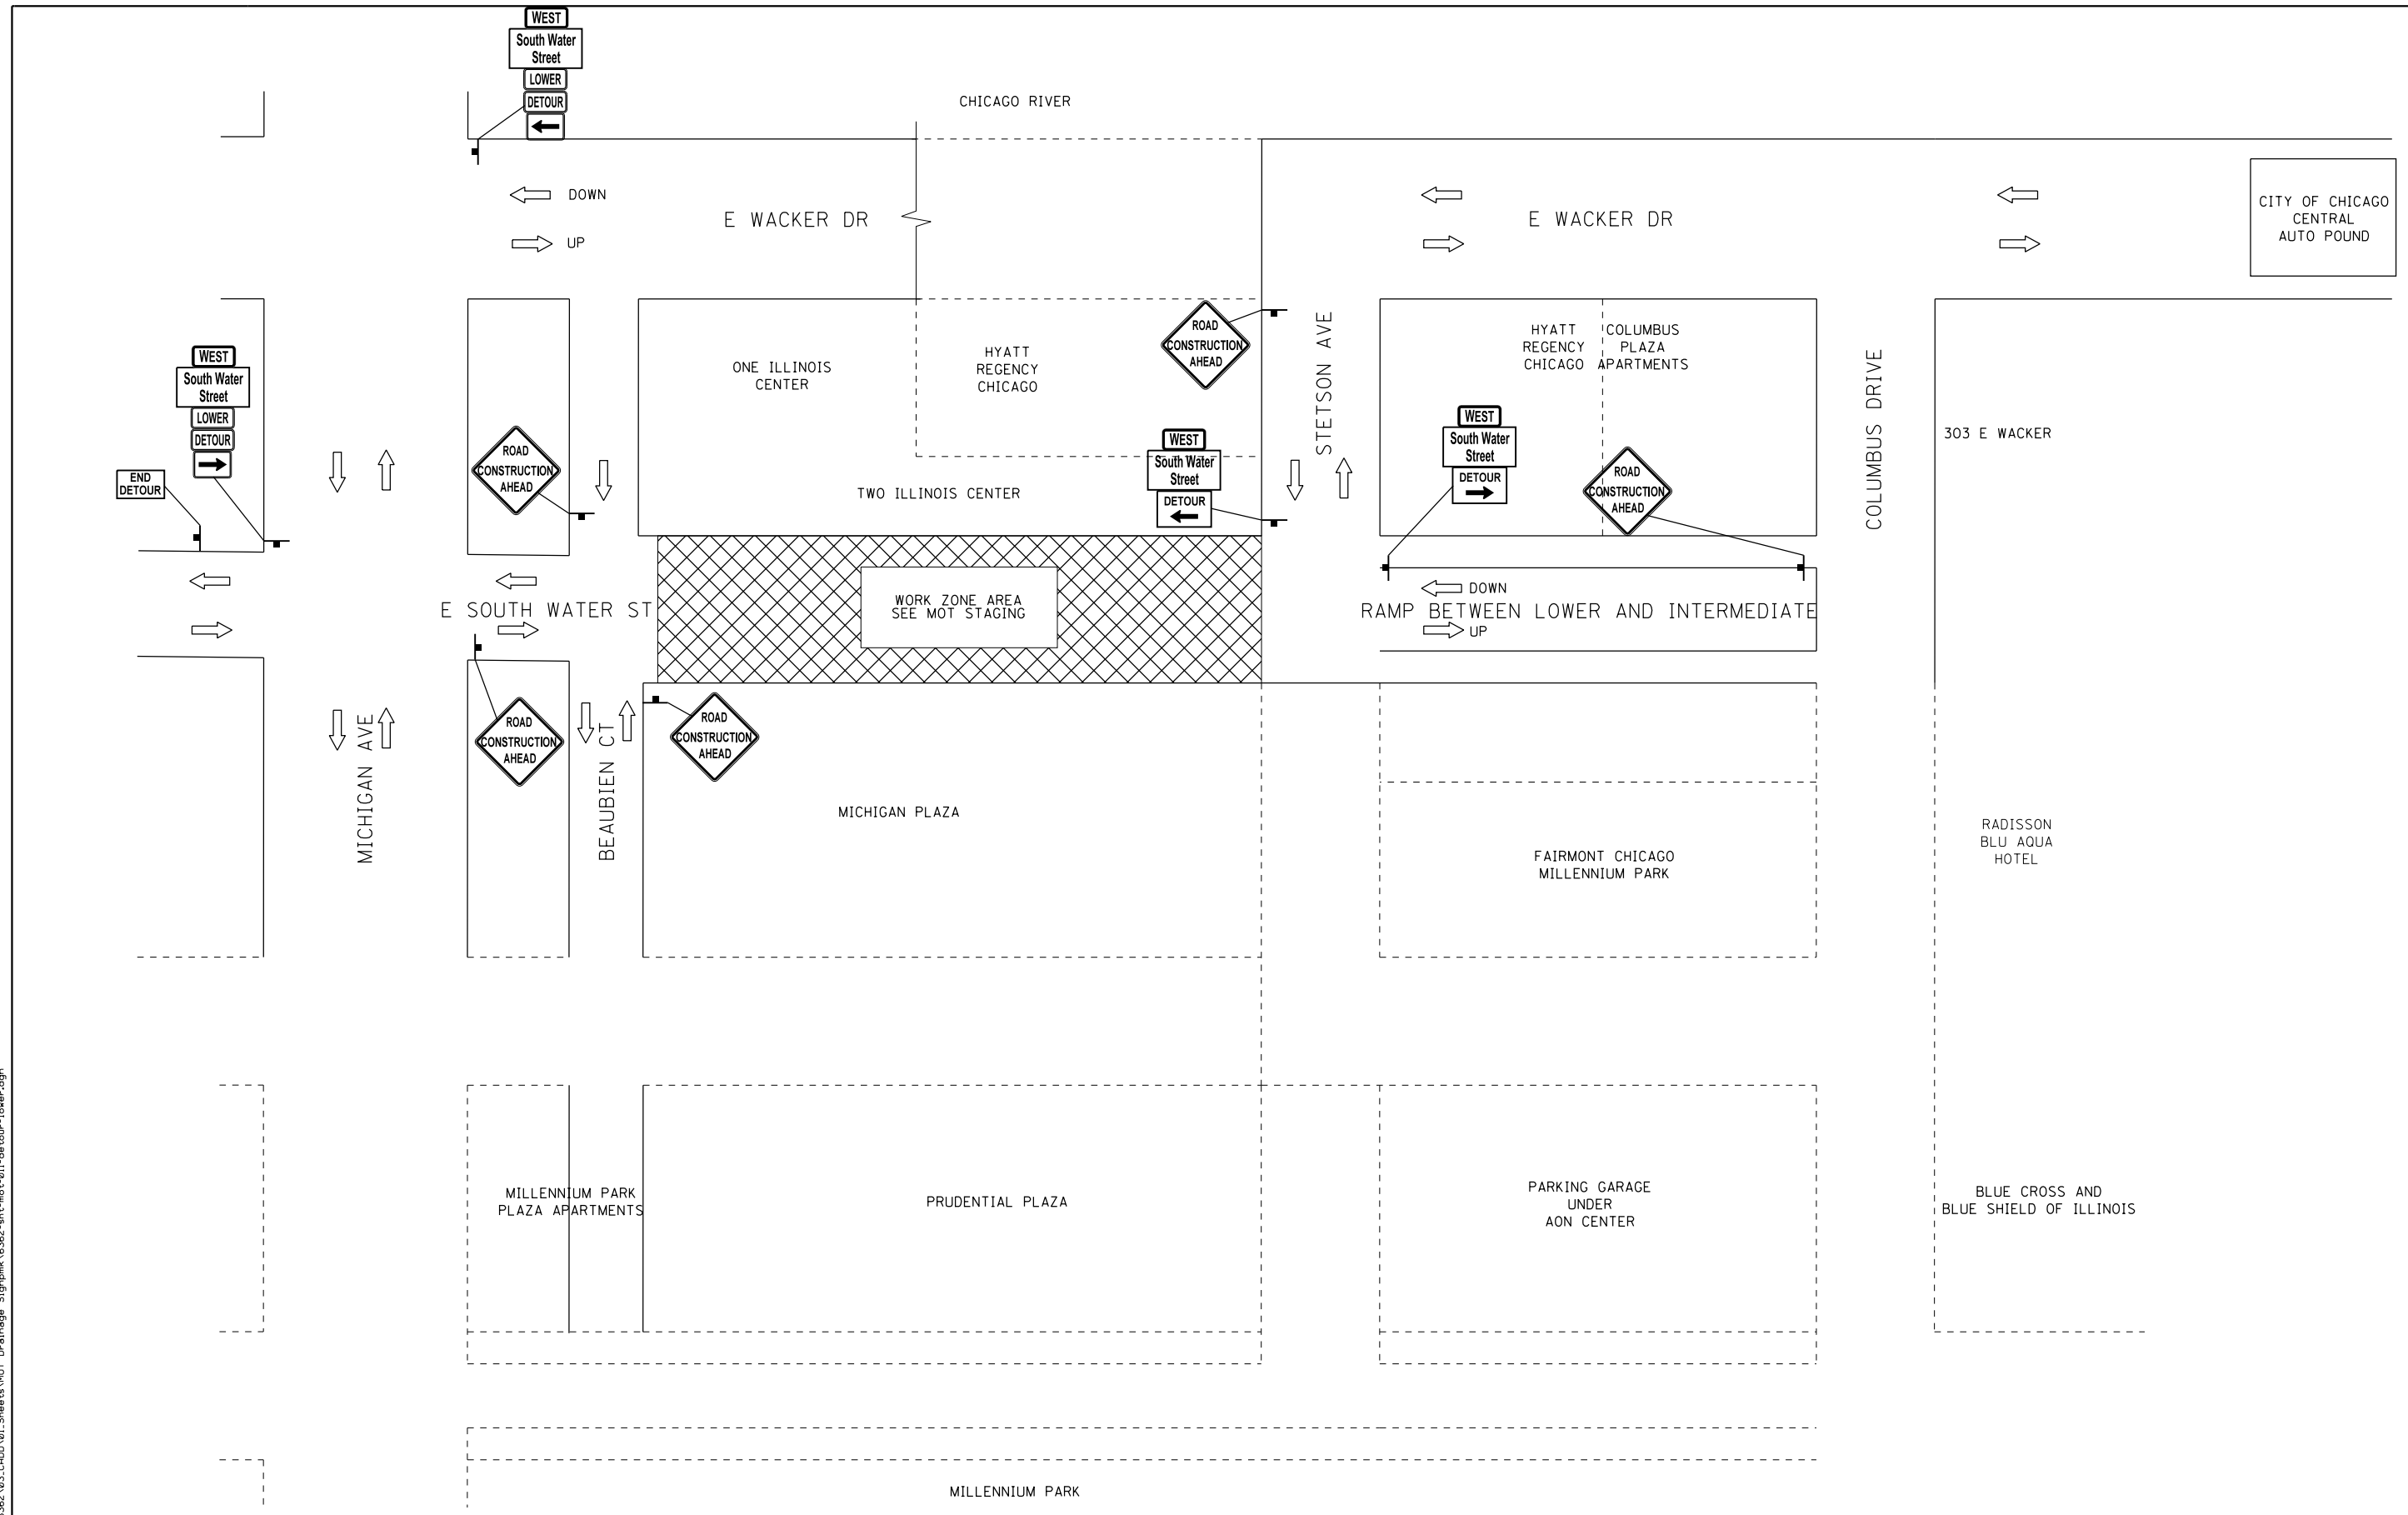 WEST
South Water
Street
LOWER
DETOUR
CHICAGO RIVER
DOWN
E WACKER DR
UP
E WACKER DR
CITY OF CHICAGO
CENTRAL
AUTO POUND
WEST
South Water
Street
LOWER
DETOUR
END
DETOUR
ROAD
CONSTRUCTION
AHEAD
ONE ILLINOIS
CENTER
HYATT
REGENCY
CHICAGO
TWO ILLINOIS CENTER
ROAD
CONSTRUCTION
AHEAD
WEST
South Water
Street
DETOUR
STETSON AVE
HYATT
REGENCY
CHICAGO
COLUMBUS
PLAZA
APARTMENTS
WEST
South Water
Street
DETOUR
ROAD
CONSTRUCTION
AHEAD
COLUMBUS DRIVE
303 E WACKER
E SOUTH WATER ST
WORK ZONE AREA
SEE MOT STAGING
DOWN
RAMP BETWEEN LOWER AND INTERMEDIATE
UP
MICHIGAN AVE
ROAD
CONSTRUCTION
AHEAD
BEAUBIEN CT
ROAD
CONSTRUCTION
AHEAD
MICHIGAN PLAZA
FAIRMONT CHICAGO
MILLENNIUM PARK
RADISSON
BLU AQUA
HOTEL
MILLENNIUM PARK
PLAZA APARTMENTS
PRUDENTIAL PLAZA
PARKING GARAGE
UNDER
AON CENTER
BLUE CROSS AND
BLUE SHIELD OF ILLINOIS
MILLENNIUM PARK